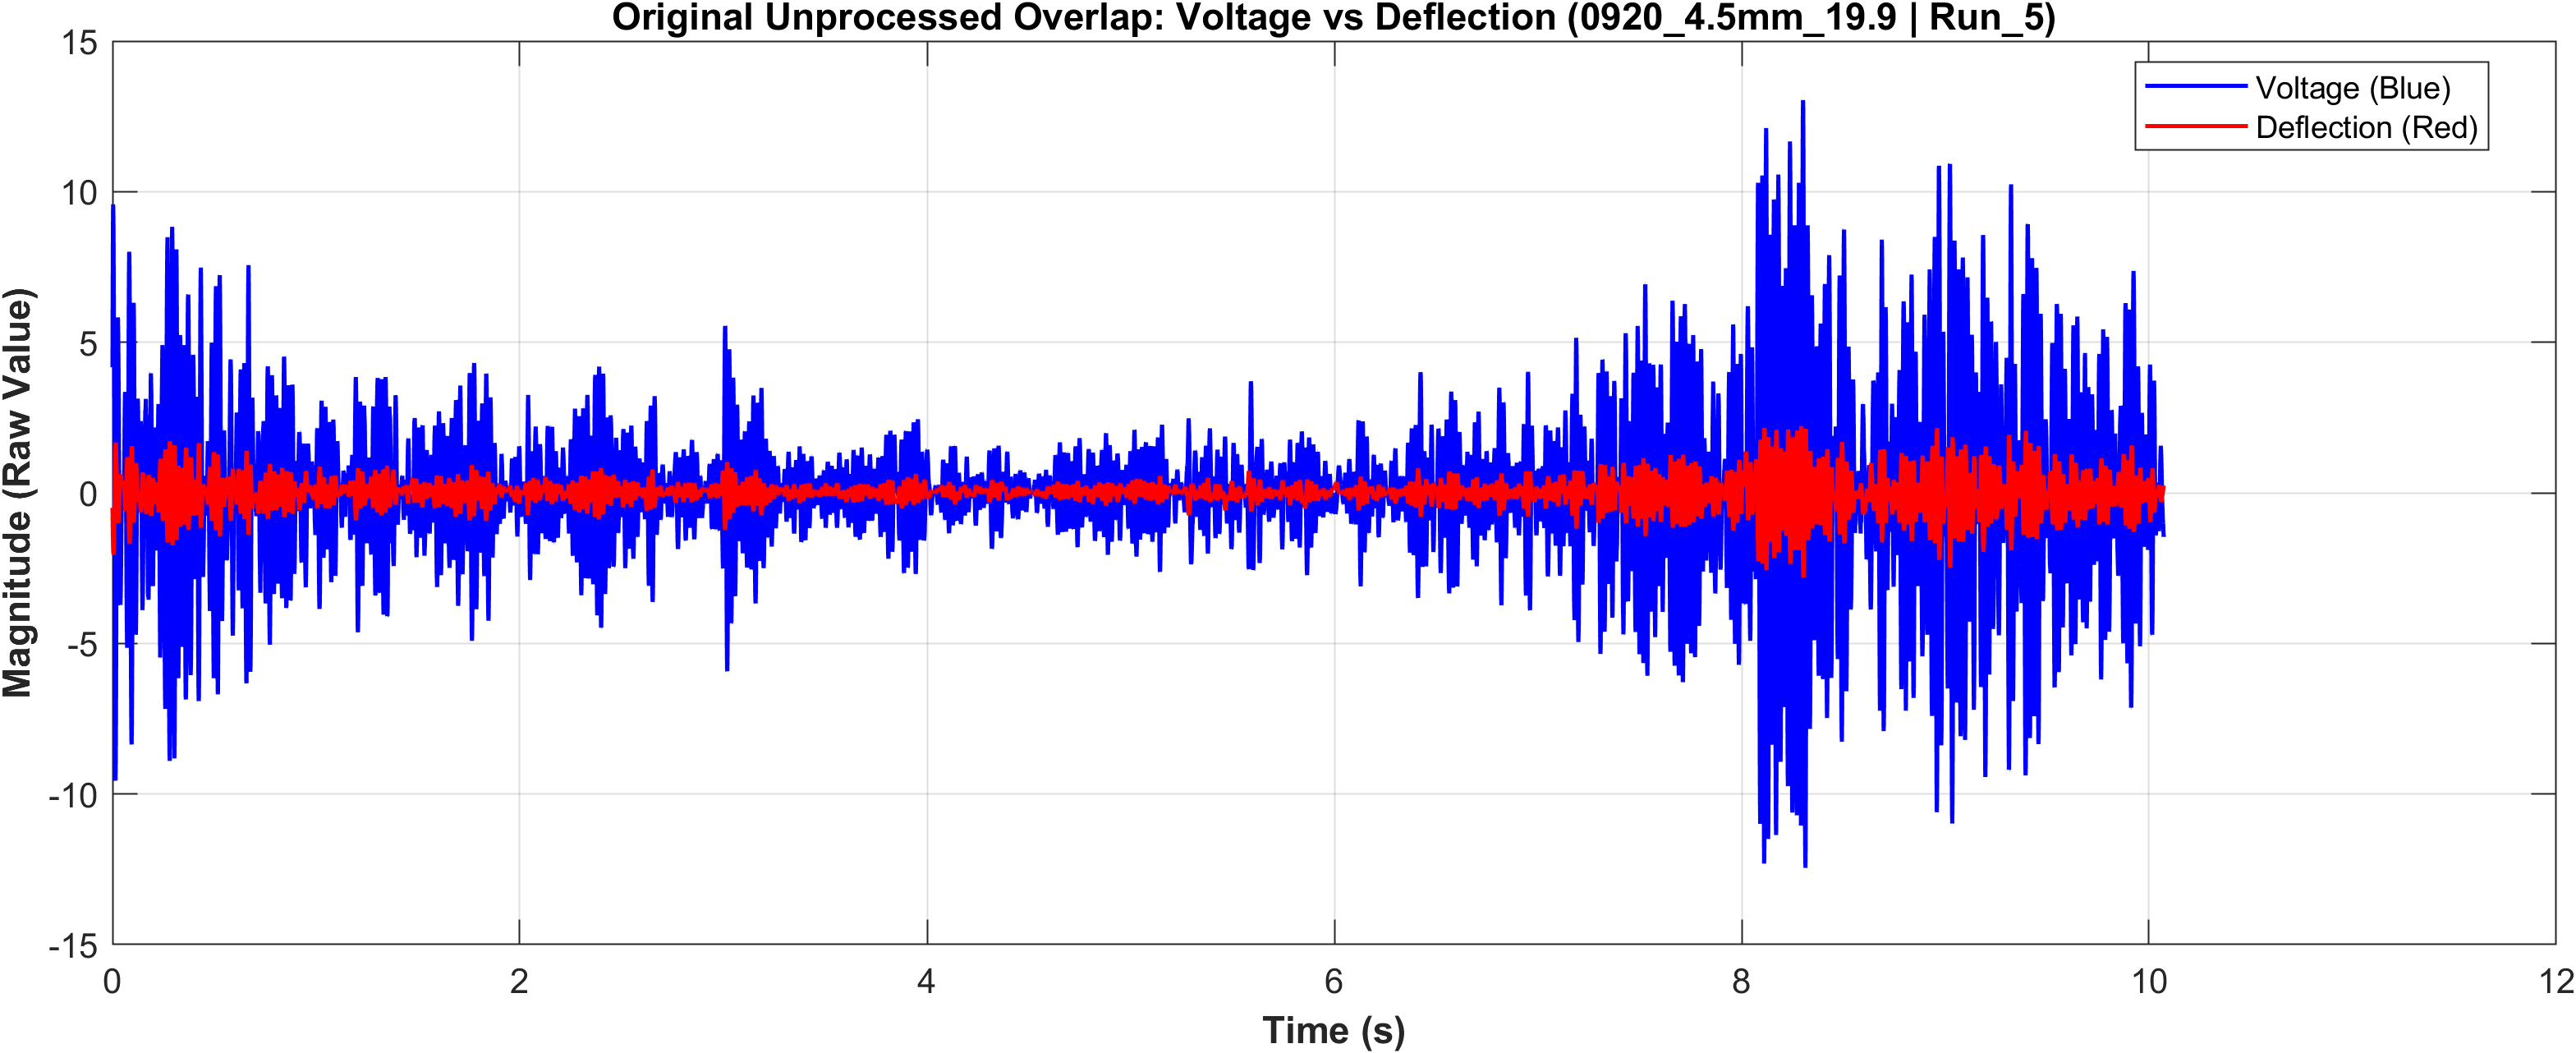 Original Unprocessed Overlap: Voltage vs Deflection (0920_4.5mm_19.9 | Run_5)
Voltage (Blue)
Deflection (Red)
Magnitude (Raw Value)
15
10
5
0
-5
-10
-15
0 2 4 6 8 10 12
Time (s)